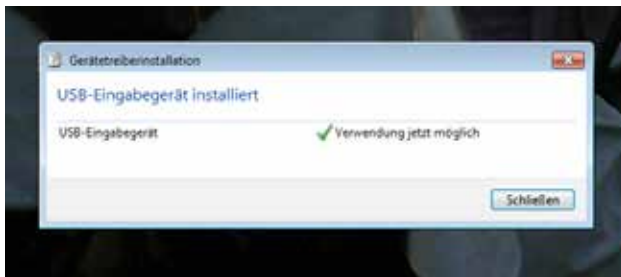 Gerätetreiberinstallation
USB-Eingabegerät installiert
USB-Eingabegerät
Verwendung jetzt möglich
Schließen